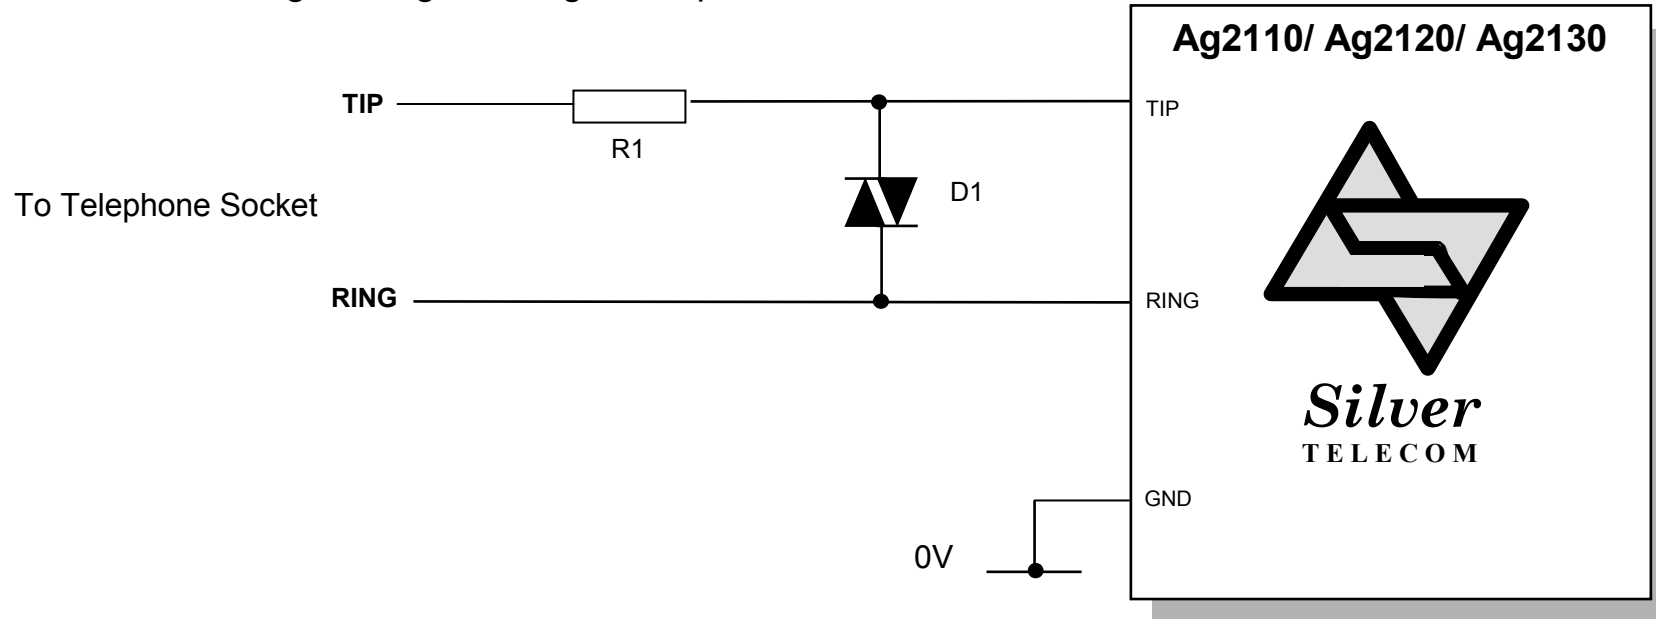 Ag2110/ Ag2120/ Ag2130
TIP
TIP
R1
D1
To Telephone Socket
RING
RING
Silver
TELECOM
GND
0V